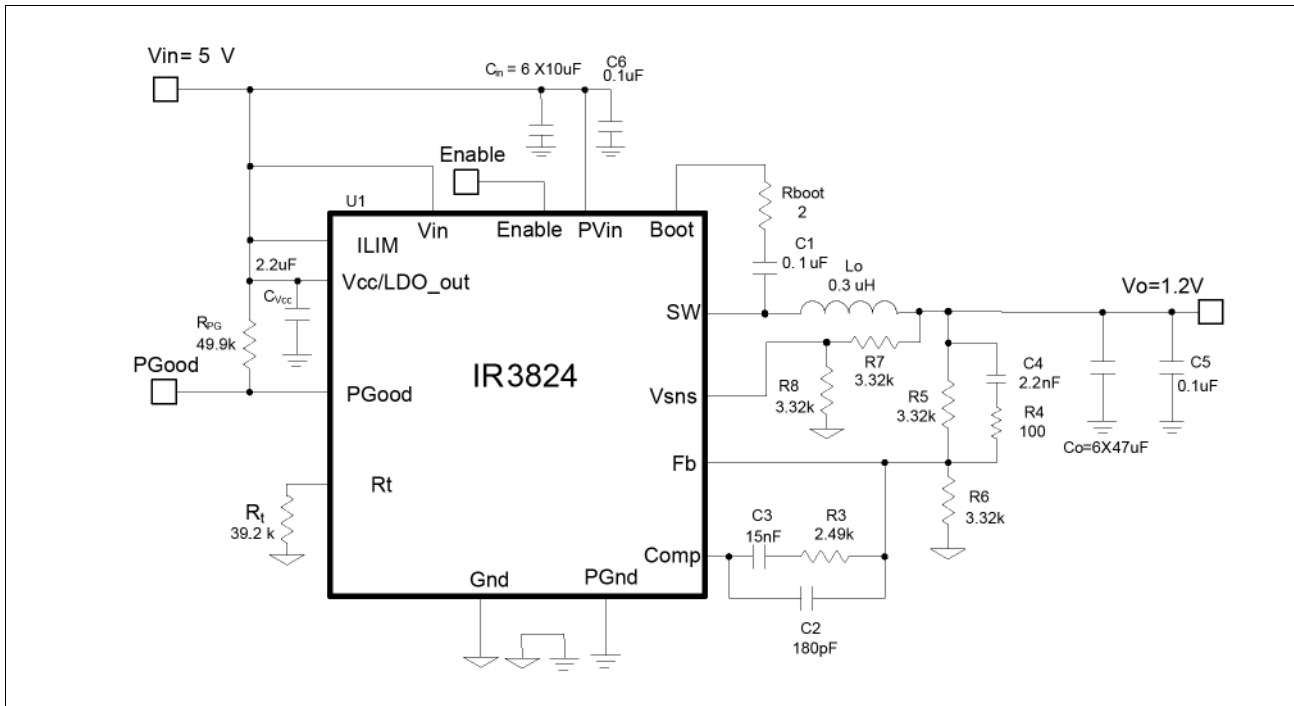 Vin= 5 V
Cin = 6 X10uF
C6
0.1uF
Enable
U1
Vin
Enable
PVin
Boot
Rboot
2
ILIM
2.2uF
Vcc/LDO_out
CVcc
C1
0.1uF
Lo
0.3 uH
Vo=1.2V
SW
RPG
49.9k
PGood
PGood
IR3824
Vsns
R7
3.32k
R8
3.32k
R5
3.32k
C4
2.2nF
R4
100
C5
0.1uF
Co=6X47uF
Fb
Rt
Rt
39.2 k
R6
3.32k
C3
15nF
R3
2.49k
Comp
Gnd
PGnd
C2
180pF